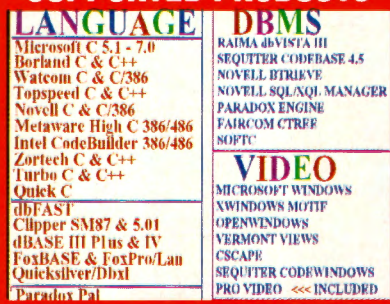 SUPPORTED PRODUCTS
LANGUAGE
Microsoft C 5.1 - 7.0
Borland C & C++
Watcom C & C/386
Topspeed C & C++
Novell C & C/386
Metaware High C 386/486
Intel CodeBuilder 386/486
Zortech C & C++
Turbo C & C++
Quick C
dbFAST
Clipper SM87 & 5.01
dBASE III Plus & IV
FoxBASE & FoxPro/Lan
Quicksilver/Dbxl
Paradox Pal
DBMS
RAIMA dbVISTA III
SEQUITER CODEBASE 4.5
NOVELL BTRIEVE
NOVELL SQL/XQL MANAGER
PARADOX ENGINE
FAIRCOM CTREE
SOFTC
VIDEO
MICROSOFT WINDOWS
XWINDOWS MOTIF
OPENWINDOWS
VERMONT VIEWS
CSCAPE
SEQUITER CODEWINDOWS
PRO VIDEO <<< INCLUDED